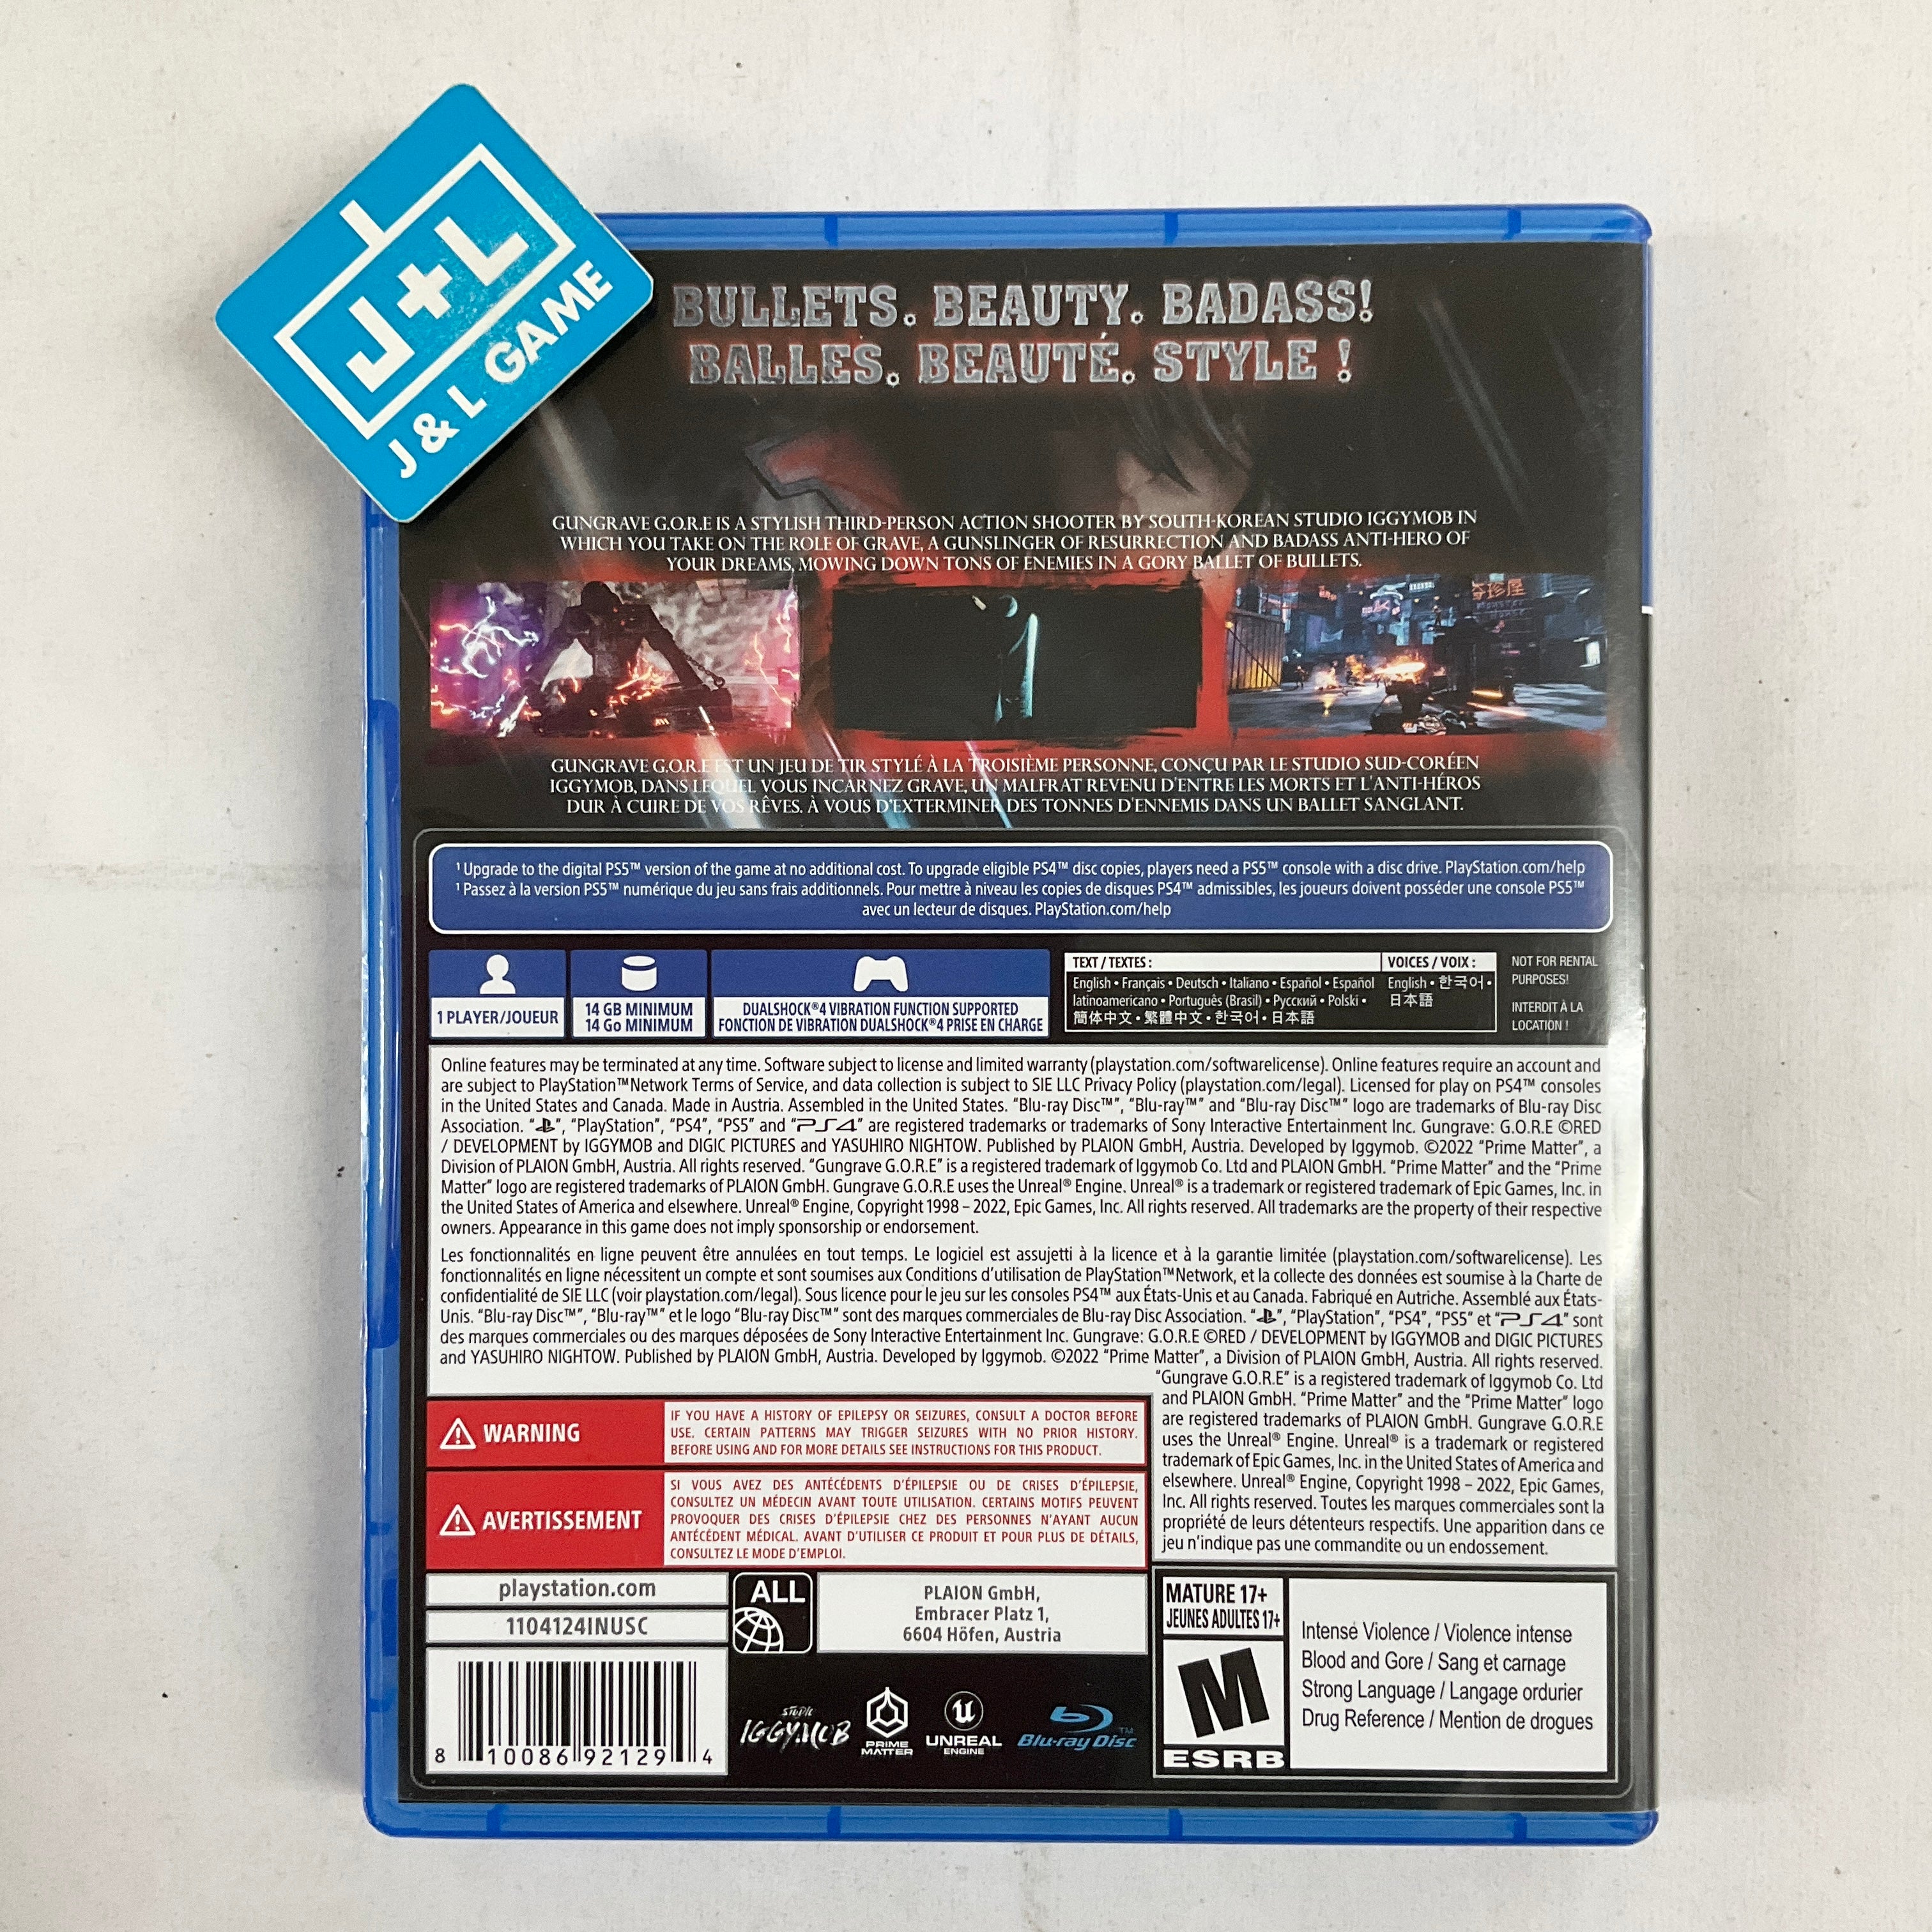 J+L
J & L GAME
BULLETS. BEAUTY. BADASS!
BALLES. BEAUTÉ. STYLE !
GUNGRAVE G.O.R.E IS A STYLISH THIRD-PERSON ACTION SHOOTER BY SOUTH-KOREAN STUDIO IGGYMOB IN
WHICH YOU TAKE ON THE ROLE OF GRAVE, A GUNSLINGER OF RESURRECTION AND BADASS ANTI-HERO OF
YOUR DREAMS, MOWING DOWN TONS OF ENEMIES IN A GORY BALLET OF BULLETS.
GUNGRAVE G.O.R.E EST UN JEU DE TIR STYLÉ À LA TROISIÈME PERSONNE, CONÇU PAR LE STUDIO SUD-CORÉEN
IGGYMOB, DANS LEQUEL VOUS INCARNEZ GRAVE, UN MALFRAT REVENU D'ENTRE LES MORTS ET L'ANTI-HÉROS
DUR À CUIRE DE VOS RÊVES. À VOUS D'EXTERMINER DES TONNES D'ENNEMIS DANS UN BALLET SANGLANT.
¹ Upgrade to the digital PS5™ version of the game at no additional cost. To upgrade eligible PS4™ disc copies, players need a PS5™ console with a disc drive. PlayStation.com/help
¹ Passez à la version PS5™ numérique du jeu sans frais additionnels. Pour mettre à niveau les copies de disques PS4™ admissibles, les joueurs doivent posséder une console PS5™
avec un lecteur de disques. PlayStation.com/help
1 PLAYER/JOUEUR
14 GB MINIMUM
14 Go MINIMUM
DUALSHOCK®4 VIBRATION FUNCTION SUPPORTED
FONCTION DE VIBRATION DUALSHOCK®4 PRISE EN CHARGE
TEXT / TEXTES :
English • Français • Deutsch • Italiano • Español • Español
latinoamericano • Português (Brasil) • Русский • Polski •
简体中文 • 繁體中文 • 한국어 • 日本語
VOICES / VOIX :
English • 한국어 •
日本語
NOT FOR RENTAL
PURPOSES!
INTERDIT À LA
LOCATION !
Online features may be terminated at any time. Software subject to license and limited warranty (playstation.com/softwarelicense). Online features require an account and
are subject to PlayStation™Network Terms of Service, and data collection is subject to SIE LLC Privacy Policy (playstation.com/legal). Licensed for play on PS4™ consoles
in the United States and Canada. Made in Austria. Assembled in the United States. “Blu-ray Disc™”, “Blu-ray™” and “Blu-ray Disc™” logo are trademarks of Blu-ray Disc
Association. “”, “PlayStation”, “PS4”, “PS5” and “PS4” are registered trademarks or trademarks of Sony Interactive Entertainment Inc. Gungrave: G.O.R.E ©RED
/ DEVELOPMENT by IGGYMOB and DIGIC PICTURES and YASUHIRO NIGHTOW. Published by PLAION GmbH, Austria. Developed by Iggymob. ©2022 “Prime Matter”, a
Division of PLAION GmbH, Austria. All rights reserved. “Gungrave G.O.R.E” is a registered trademark of Iggymob Co. Ltd and PLAION GmbH. “Prime Matter” and the “Prime
Matter” logo are registered trademarks of PLAION GmbH. Gungrave G.O.R.E uses the Unreal® Engine. Unreal® is a trademark or registered trademark of Epic Games, Inc. in
the United States of America and elsewhere. Unreal® Engine, Copyright 1998 – 2022, Epic Games, Inc. All rights reserved. All trademarks are the property of their respective
owners. Appearance in this game does not imply sponsorship or endorsement.
Les fonctionnalités en ligne peuvent être annulées en tout temps. Le logiciel est assujetti à la licence et à la garantie limitée (playstation.com/softwarelicense). Les
fonctionnalités en ligne nécessitent un compte et sont soumises aux Conditions d’utilisation de PlayStation™Network, et la collecte des données est soumise à la Charte de
confidentialité de SIE LLC (voir playstation.com/legal). Sous licence pour le jeu sur les consoles PS4™ aux États-Unis et au Canada. Fabriqué en Autriche. Assemblé aux États-
Unis. “Blu-ray Disc™”, “Blu-ray™” et le logo “Blu-ray Disc™” sont des marques commerciales de Blu-ray Disc Association. “”, “PlayStation”, “PS4”, “PS5” et “PS4” sont
des marques commerciales ou des marques déposées de Sony Interactive Entertainment Inc. Gungrave: G.O.R.E ©RED / DEVELOPMENT by IGGYMOB and DIGIC PICTURES
and YASUHIRO NIGHTOW. Published by PLAION GmbH, Austria. Developed by Iggymob. ©2022 “Prime Matter”, a Division of PLAION GmbH, Austria. All rights reserved.
“Gungrave G.O.R.E” is a registered trademark of Iggymob Co. Ltd
and PLAION GmbH. “Prime Matter” and the “Prime Matter” logo
are registered trademarks of PLAION GmbH. Gungrave G.O.R.E
uses the Unreal® Engine. Unreal® is a trademark or registered
trademark of Epic Games, Inc. in the United States of America and
elsewhere. Unreal® Engine, Copyright 1998 – 2022, Epic Games,
Inc. All rights reserved. Toutes les marques commerciales sont la
propriété de leurs détenteurs respectifs. Une apparition dans ce
jeu n’indique pas une commandite ou un endossement.
WARNING
IF YOU HAVE A HISTORY OF EPILEPSY OR SEIZURES, CONSULT A DOCTOR BEFORE
USE. CERTAIN PATTERNS MAY TRIGGER SEIZURES WITH NO PRIOR HISTORY.
BEFORE USING AND FOR MORE DETAILS SEE INSTRUCTIONS FOR THIS PRODUCT.
AVERTISSEMENT
SI VOUS AVEZ DES ANTÉCÉDENTS D’ÉPILEPSIE OU DE CRISES D’ÉPILEPSIE,
CONSULTEZ UN MÉDECIN AVANT TOUTE UTILISATION. CERTAINS MOTIFS PEUVENT
PROVOQUER DES CRISES D’ÉPILEPSIE CHEZ DES PERSONNES N’AYANT AUCUN
ANTÉCÉDENT MÉDICAL. AVANT D’UTILISER CE PRODUIT ET POUR PLUS DE DÉTAILS,
CONSULTEZ LE MODE D’EMPLOI.
playstation.com
1104124INUSC
ALL
PLAION GmbH,
Embracer Platz 1,
6604 Höfen, Austria
MATURE 17+
JEUNES ADULTES 17+
M
ESRB
Intense Violence / Violence intense
Blood and Gore / Sang et carnage
Strong Language / Langage ordurier
Drug Reference / Mention de drogues
8 10086 92129 4
STUDIO
IGGYMOB
PRIME
MATTER
UNREAL
ENGINE
Blu-ray Disc™